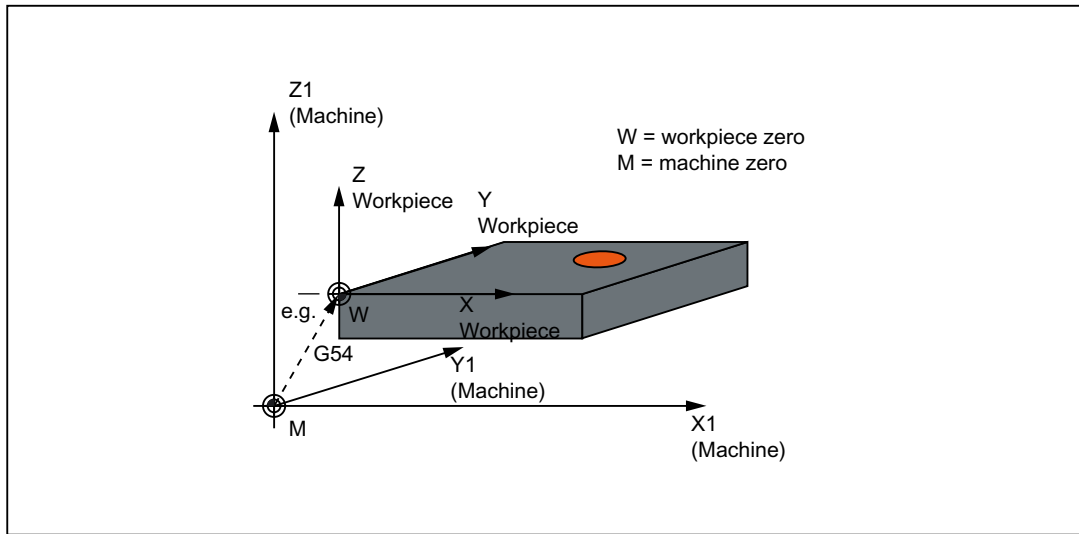 Z1
(Machine)
W = workpiece zero
M = machine zero
Z
Workpiece
Y
Workpiece
e.g.
W
X
Workpiece
G54
Y1
(Machine)
M
X1
(Machine)